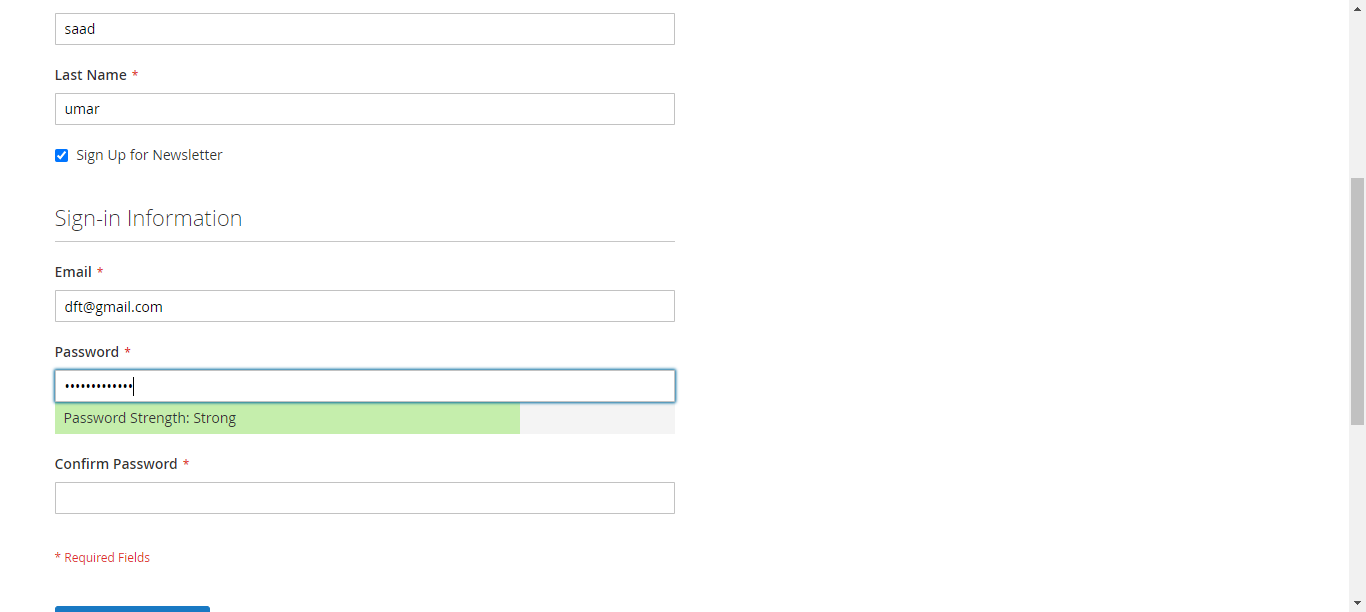 saad
Last Name *
umar
Sign Up for Newsletter
Sign-in Information
Email *
dft@gmail.com
Password *
•••••••••••••
Password Strength: Strong
Confirm Password *
* Required Fields